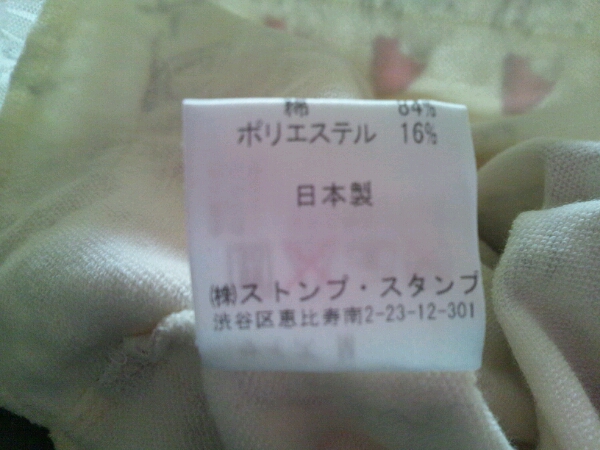 綿 84%
ポリエステル 16%
日本製
㈱ストンプ・スタンプ
渋谷区恵比寿南2-23-12-301